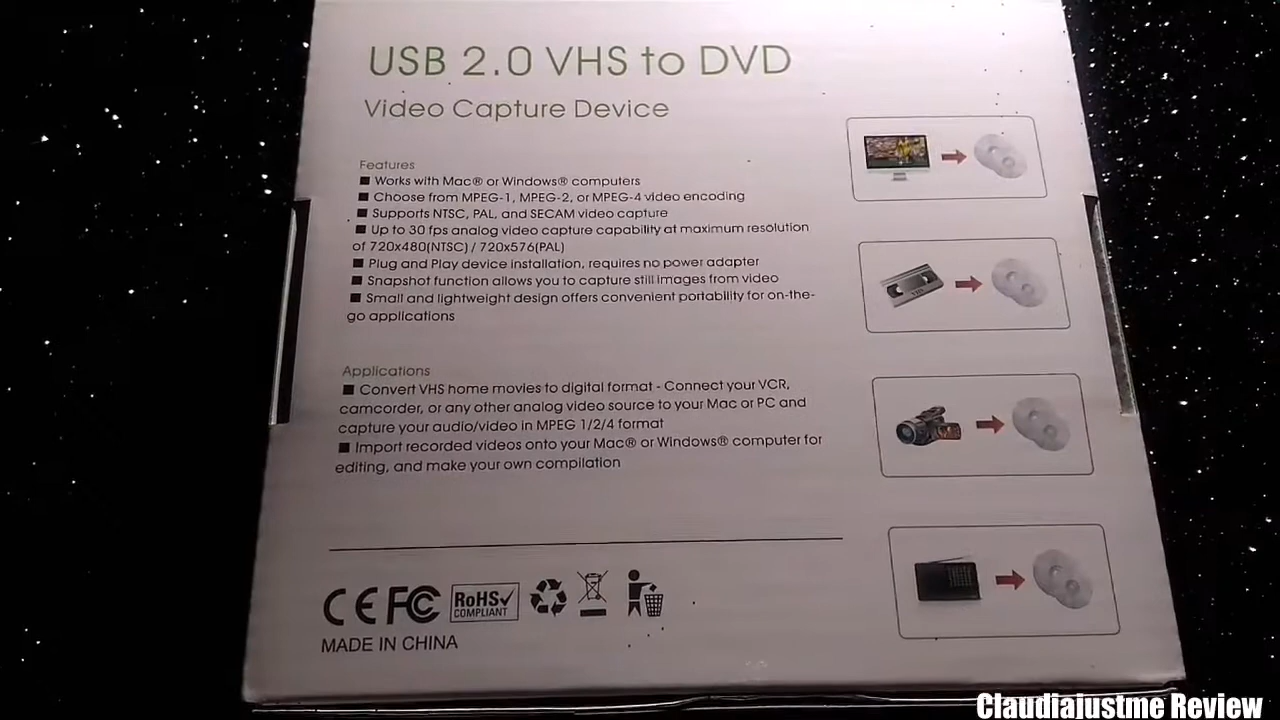 USB 2.0 VHS to DVD
Video Capture Device
Features
■ Works with Mac® or Windows® computers
■ Choose from MPEG-1, MPEG-2, or MPEG-4 video encoding
■ Supports NTSC, PAL, and SECAM video capture
■ Up to 30 fps analog video capture capability at maximum resolution
of 720x480(NTSC) / 720x576(PAL)
■ Plug and Play device installation, requires no power adapter
■ Snapshot function allows you to capture still images from video
■ Small and lightweight design offers convenient portability for on-the-
go applications
Applications
■ Convert VHS home movies to digital format - Connect your VCR,
camcorder, or any other analog video source to your Mac or PC and
capture your audio/video in MPEG 1/2/4 format
■ Import recorded videos onto your Mac® or Windows® computer for
editing, and make your own compilation
VHS
CE FC RoHS✓
COMPLIANT
MADE IN CHINA
Claudiajustme Review